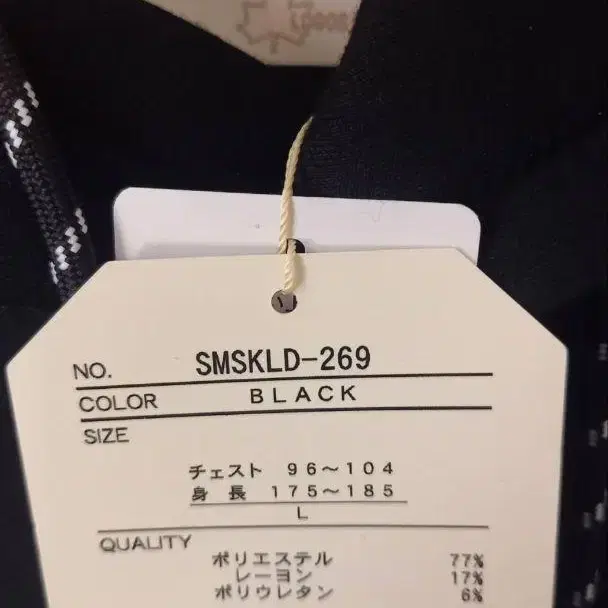 NO. SMSKLD-269
COLOR BLACK
SIZE
チェスト 96～104
身長 175～185
L
QUALITY
ポリエステル 77%
レーヨン 17%
ポリウレタン 6%